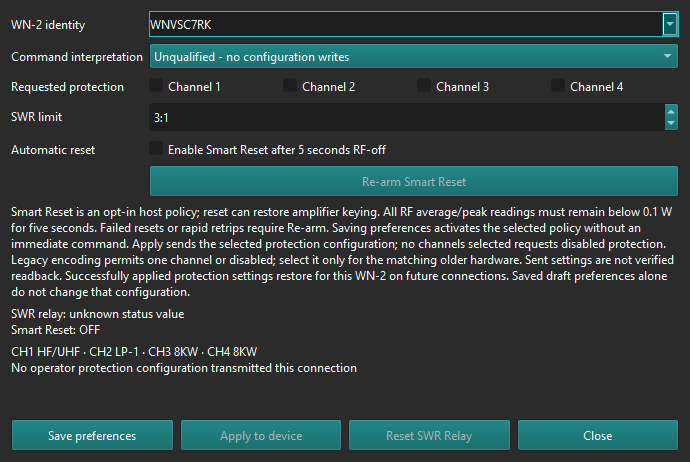 WN-2 identity WNVSC7RK
Command interpretation Unqualified - no configuration writes
Requested protection Channel 1 Channel 2 Channel 3 Channel 4
SWR limit 3:1
Automatic reset Enable Smart Reset after 5 seconds RF-off
Re-arm Smart Reset
Smart Reset is an opt-in host policy; reset can restore amplifier keying. All RF average/peak readings must remain below 0.1 W
for five seconds. Failed resets or rapid retrips require Re-arm. Saving preferences activates the selected policy without an
immediate command. Apply sends the selected protection configuration; no channels selected requests disabled protection.
Legacy encoding permits one channel or disabled; select it only for the matching older hardware. Sent settings are not verified
readback. Successfully applied protection settings restore for this WN-2 on future connections. Saved draft preferences alone
do not change that configuration.
SWR relay: unknown status value
Smart Reset: OFF
CH1 HF/UHF · CH2 LP-1 · CH3 8KW · CH4 8KW
No operator protection configuration transmitted this connection
Save preferences Apply to device Reset SWR Relay Close